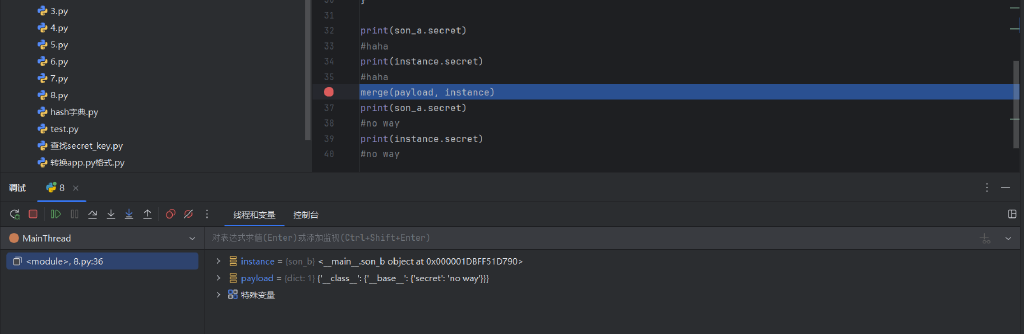 3.py
4.py
5.py
6.py
7.py
8.py
hash字典.py
test.py
查找secret_key.py
转换app.py格式.py
30 }
31
32 print(son_a.secret)
33 #haha
34 print(instance.secret)
35 #haha
merge(payload, instance)
37 print(son_a.secret)
38 #no way
39 print(instance.secret)
40 #no way
调试 8
线程和变量 控制台
MainThread
对表达式求值(Enter)或添加监视(Ctrl+Shift+Enter)
<module>, 8.py:36
instance = {son_b} <__main__.son_b object at 0x000001DBFF51D790>
payload = {dict: 1} {'__class__': {'__base__': {'secret': 'no way'}}}
特殊变量